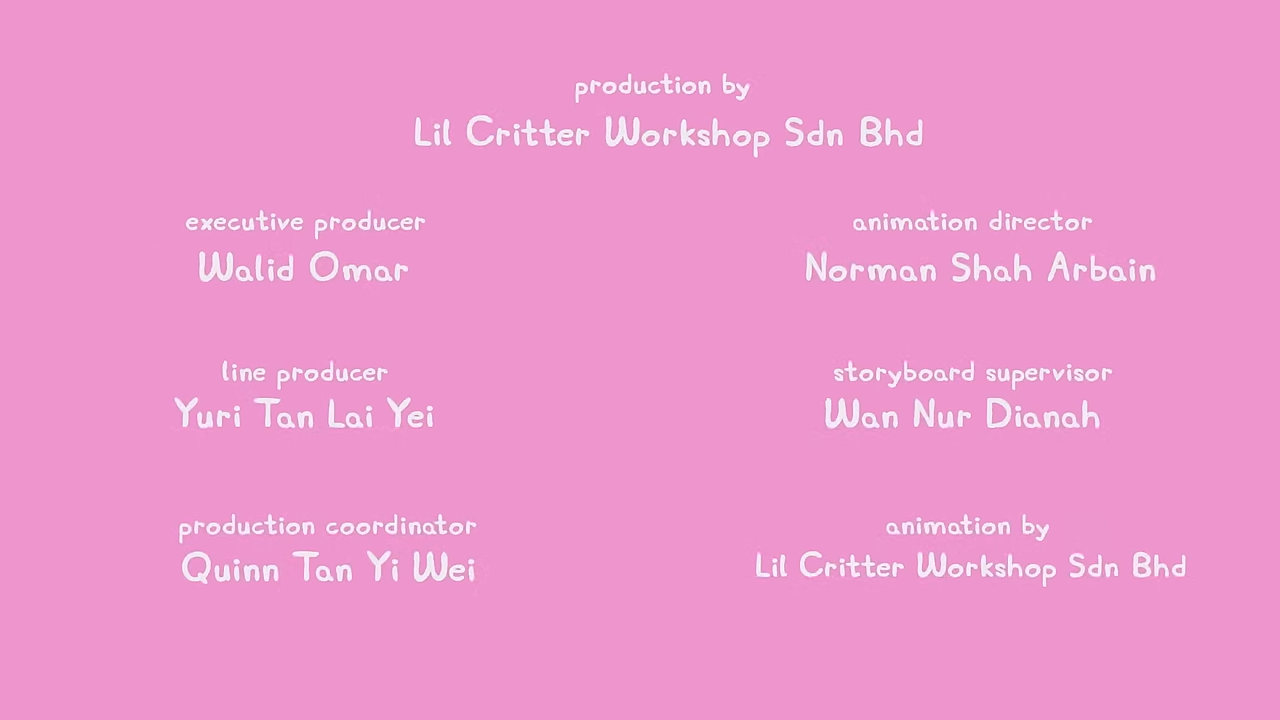 production by
Lil Critter Workshop Sdn Bhd
executive producer
Walid Omar
animation director
Norman Shah Arbain
line producer
Yuri Tan Lai Yei
storyboard supervisor
Wan Nur Dianah
production coordinator
Quinn Tan Yi Wei
animation by
Lil Critter Workshop Sdn Bhd